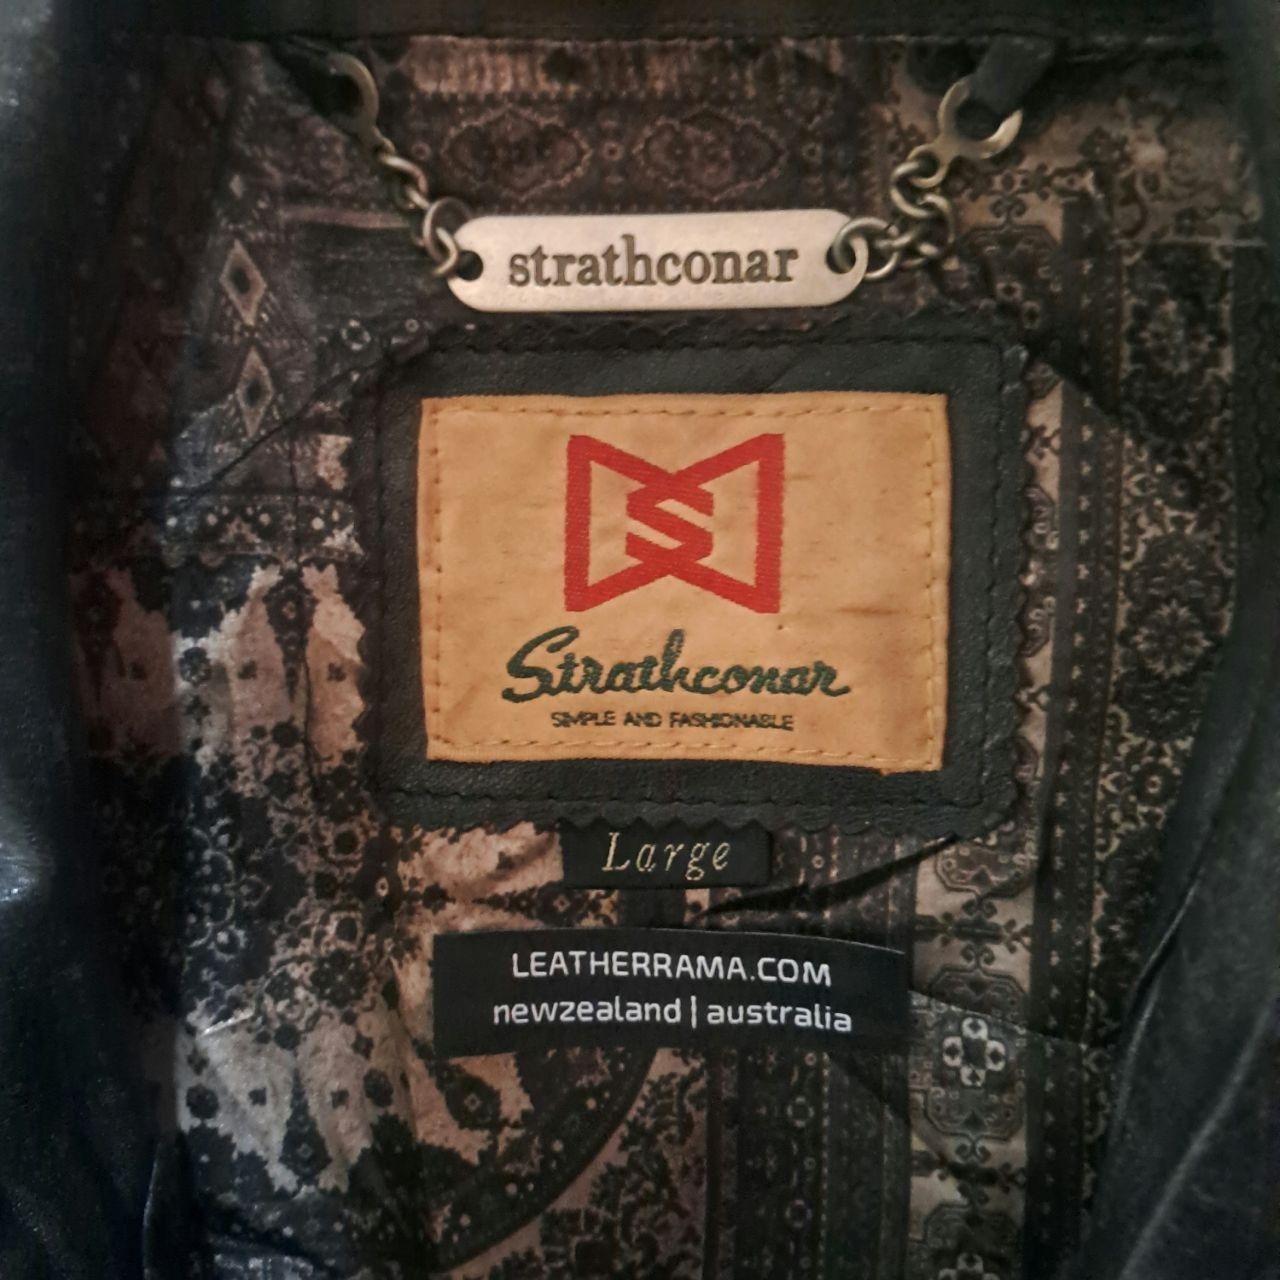 strathconar
S
Strathconar
SIMPLE AND FASHIONABLE
Large
LEATHERRAMA.COM
newzealand | australia